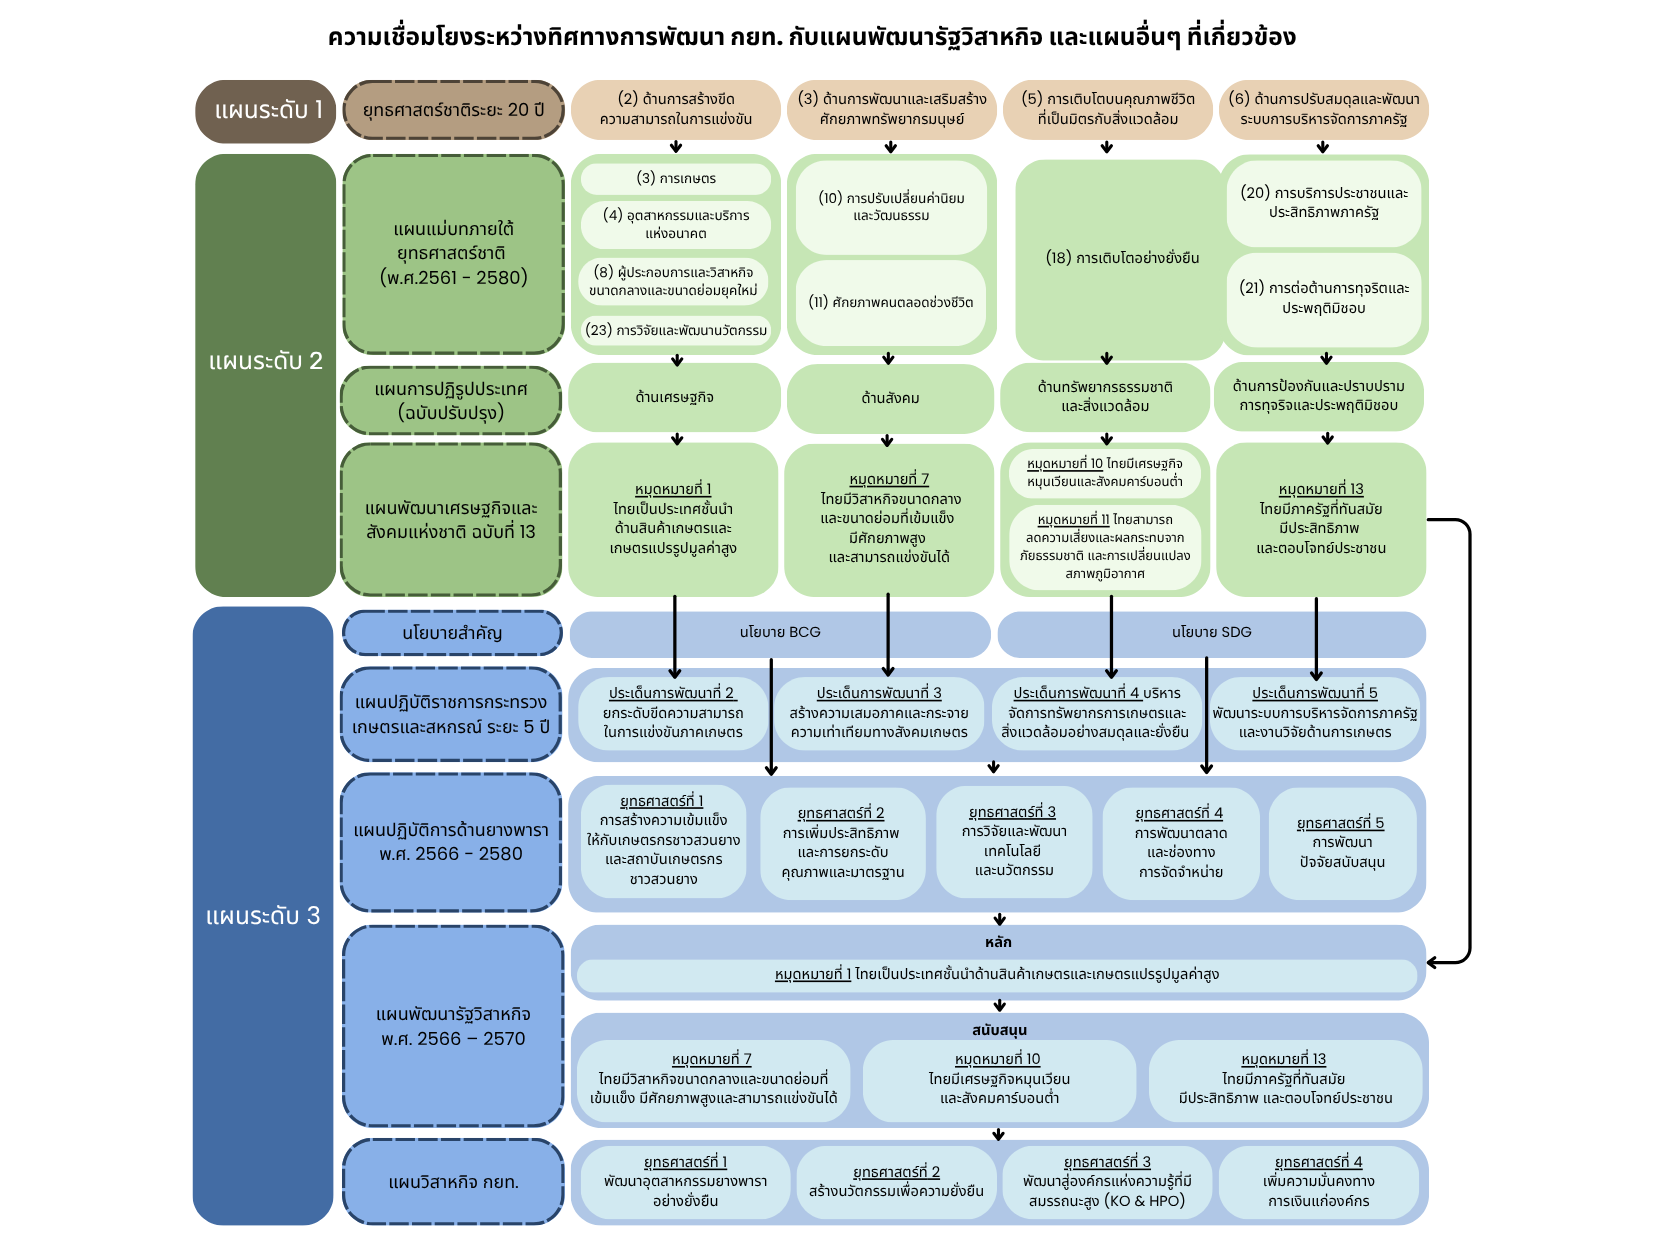 ความเชื่อมโยงระหว่างทิศทางการพัฒนา กยท. กับแผนพัฒนารัฐวิสาหกิจ และแผนอื่นๆ ที่เกี่ยวข้อง
แผนระดับ 1
ยุทธศาสตร์ชาติระยะ 20 ปี
(2) ด้านการสร้างขีด
ความสามารถในการแข่งขัน
(3) ด้านการพัฒนาและเสริมสร้าง
ศักยภาพทรัพยากรมนุษย์
(5) การเติบโตบนคุณภาพชีวิต
ที่เป็นมิตรกับสิ่งแวดล้อม
(6) ด้านการปรับสมดุลและพัฒนา
ระบบการบริหารจัดการภาครัฐ
แผนระดับ 2
แผนแม่บทภายใต้
ยุทธศาสตร์ชาติ
(พ.ศ.2561 - 2580)
(3) การเกษตร
(4) อุตสาหกรรมและบริการ
แห่งอนาคต
(8) ผู้ประกอบการและวิสาหกิจ
ขนาดกลางและขนาดย่อมยุคใหม่
(23) การวิจัยและพัฒนานวัตกรรม
(10) การปรับเปลี่ยนค่านิยม
และวัฒนธรรม
(11) ศักยภาพคนตลอดช่วงชีวิต
(18) การเติบโตอย่างยั่งยืน
(20) การบริการประชาชนและ
ประสิทธิภาพภาครัฐ
(21) การต่อต้านการทุจริตและ
ประพฤติมิชอบ
แผนการปฏิรูปประเทศ
(ฉบับปรับปรุง)
ด้านเศรษฐกิจ
ด้านสังคม
ด้านทรัพยากรธรรมชาติ
และสิ่งแวดล้อม
ด้านการป้องกันและปราบปราม
การทุจริจและประพฤติมิชอบ
แผนพัฒนาเศรษฐกิจและ
สังคมแห่งชาติ ฉบับที่ 13
หมุดหมายที่ 1
ไทยเป็นประเทศชั้นนำ
ด้านสินค้าเกษตรและ
เกษตรแปรรูปมูลค่าสูง
หมุดหมายที่ 7
ไทยมีวิสาหกิจขนาดกลาง
และขนาดย่อมที่เข้มแข็ง
มีศักยภาพสูง
และสามารถแข่งขันได้
หมุดหมายที่ 10 ไทยมีเศรษฐกิจ
หมุนเวียนและสังคมคาร์บอนต่ำ
หมุดหมายที่ 11 ไทยสามารถ
ลดความเสี่ยงและผลกระทบจาก
ภัยธรรมชาติ และการเปลี่ยนแปลง
สภาพภูมิอากาศ
หมุดหมายที่ 13
ไทยมีภาครัฐที่ทันสมัย
มีประสิทธิภาพ
และตอบโจทย์ประชาชน
แผนระดับ 3
นโยบายสำคัญ
นโยบาย BCG
นโยบาย SDG
แผนปฏิบัติราชการกระทรวง
เกษตรและสหกรณ์ ระยะ 5 ปี
ประเด็นการพัฒนาที่ 2
ยกระดับขีดความสามารถ
ในการแข่งขันภาคเกษตร
ประเด็นการพัฒนาที่ 3
สร้างความเสมอภาคและกระจาย
ความเท่าเทียมทางสังคมเกษตร
ประเด็นการพัฒนาที่ 4 บริหาร
จัดการทรัพยากรการเกษตรและ
สิ่งแวดล้อมอย่างสมดุลและยั่งยืน
ประเด็นการพัฒนาที่ 5
พัฒนาระบบการบริหารจัดการภาครัฐ
และงานวิจัยด้านการเกษตร
แผนปฏิบัติการด้านยางพารา
พ.ศ. 2566 - 2580
ยุทธศาสตร์ที่ 1
การสร้างความเข้มแข็ง
ให้กับเกษตรกรชาวสวนยาง
และสถาบันเกษตรกร
ชาวสวนยาง
ยุทธศาสตร์ที่ 2
การเพิ่มประสิทธิภาพ
และการยกระดับ
คุณภาพและมาตรฐาน
ยุทธศาสตร์ที่ 3
การวิจัยและพัฒนา
เทคโนโลยี
และนวัตกรรม
ยุทธศาสตร์ที่ 4
การพัฒนาตลาด
และช่องทาง
การจัดจำหน่าย
ยุทธศาสตร์ที่ 5
การพัฒนา
ปัจจัยสนับสนุน
แผนพัฒนารัฐวิสาหกิจ
พ.ศ. 2566 – 2570
หลัก
หมุดหมายที่ 1 ไทยเป็นประเทศชั้นนำด้านสินค้าเกษตรและเกษตรแปรรูปมูลค่าสูง
สนับสนุน
หมุดหมายที่ 7
ไทยมีวิสาหกิจขนาดกลางและขนาดย่อมที่
เข้มแข็ง มีศักยภาพสูงและสามารถแข่งขันได้
หมุดหมายที่ 10
ไทยมีเศรษฐกิจหมุนเวียน
และสังคมคาร์บอนต่ำ
หมุดหมายที่ 13
ไทยมีภาครัฐที่ทันสมัย
มีประสิทธิภาพ และตอบโจทย์ประชาชน
แผนวิสาหกิจ กยท.
ยุทธศาสตร์ที่ 1
พัฒนาอุตสาหกรรมยางพารา
อย่างยั่งยืน
ยุทธศาสตร์ที่ 2
สร้างนวัตกรรมเพื่อความยั่งยืน
ยุทธศาสตร์ที่ 3
พัฒนาสู่องค์กรแห่งความรู้ที่มี
สมรรถนะสูง (KO & HPO)
ยุทธศาสตร์ที่ 4
เพิ่มความมั่นคงทาง
การเงินแก่องค์กร